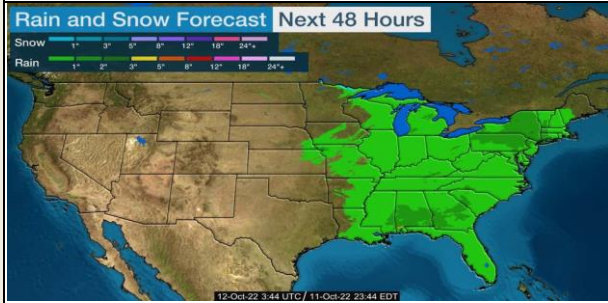 Rain and Snow Forecast Next 48 Hours
Snow
1" 3" 5" 8" 12" 18" 24"+
Rain
1" 2" 3" 5" 8" 12" 18" 24"+
12-Oct-22 3:44 UTC / 11-Oct-22 23:44 EDT